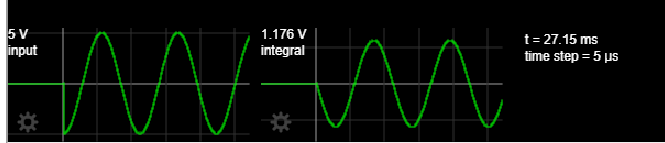 5 V
input
1.176 V
integral
t = 27.15 ms
time step = 5 µs